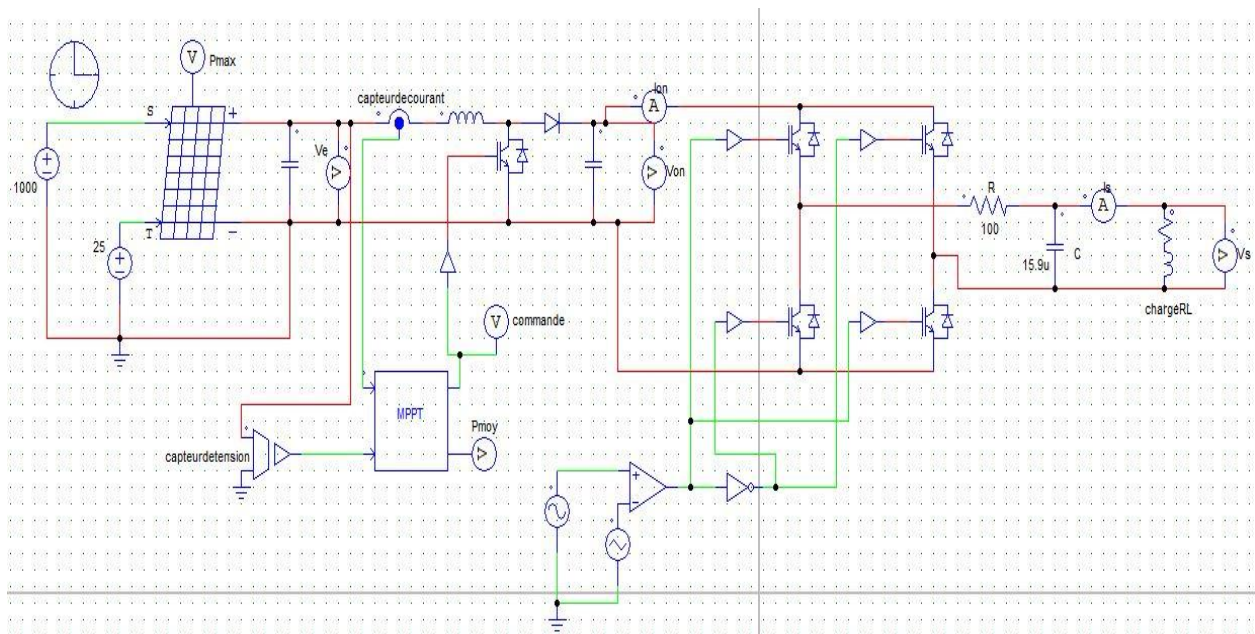 V
Pmax
S
+
capteurdecourant
Ion
A
1000
Ve
V
V
Von
25
T
−
R
100
Is
A
15.9u
C
V
Vs
chargeRL
V
commande
MPPT
Pmoy
V
capteurdetension
+
−